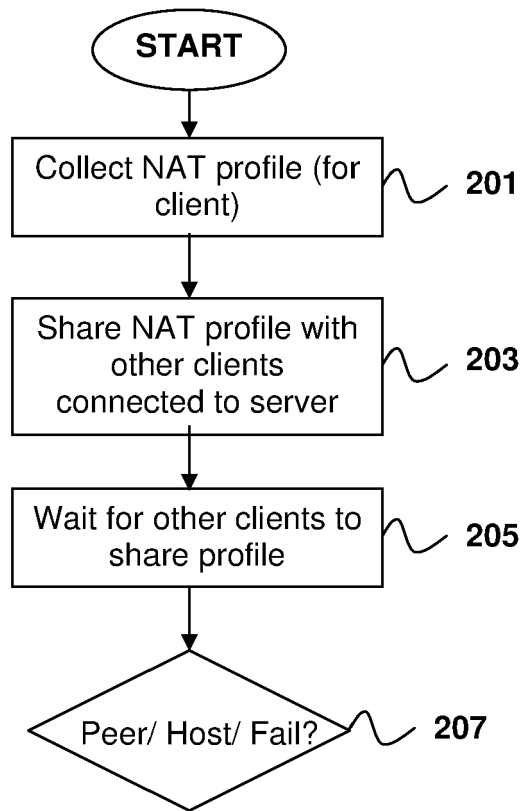 START
Collect NAT profile (for
client)
201
Share NAT profile with
other clients
connected to server
203
Wait for other clients to
share profile
205
Peer/ Host/ Fail?
207